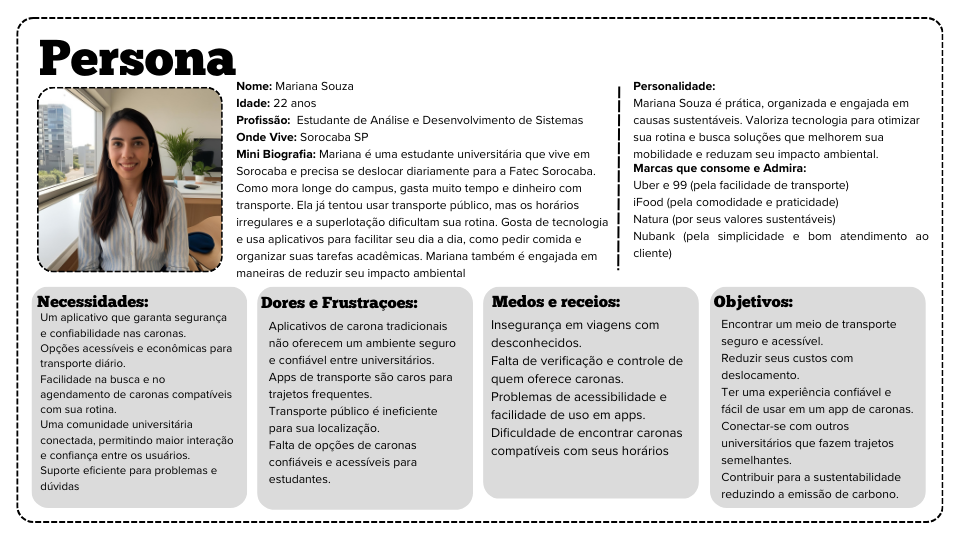 Persona
Nome: Mariana Souza
Idade: 22 anos
Profissão: Estudante de Análise e Desenvolvimento de Sistemas
Onde Vive: Sorocaba SP
Mini Biografia: Mariana é uma estudante universitária que vive em
Sorocaba e precisa se deslocar diariamente para a Fatec Sorocaba.
Como mora longe do campus, gasta muito tempo e dinheiro com
transporte. Ela já tentou usar transporte público, mas os horários
irregulares e a superlotação dificultam sua rotina. Gosta de tecnologia
e usa aplicativos para facilitar seu dia a dia, como pedir comida e
organizar suas tarefas acadêmicas. Mariana também é engajada em
maneiras de reduzir seu impacto ambiental
Personalidade:
Mariana Souza é prática, organizada e engajada em
causas sustentáveis. Valoriza tecnologia para otimizar
sua rotina e busca soluções que melhorem sua
mobilidade e reduzam seu impacto ambiental.
Marcas que consome e Admira:
Uber e 99 (pela facilidade de transporte)
iFood (pela comodidade e praticidade)
Natura (por seus valores sustentáveis)
Nubank (pela simplicidade e bom atendimento ao
cliente)
Necessidades:
Um aplicativo que garanta segurança
e confiabilidade nas caronas.
Opções acessíveis e econômicas para
transporte diário.
Facilidade na busca e no
agendamento de caronas compatíveis
com sua rotina.
Uma comunidade universitária
conectada, permitindo maior interação
e confiança entre os usuários.
Suporte eficiente para problemas e
dúvidas
Dores e Frustraçoes:
Aplicativos de carona tradicionais
não oferecem um ambiente seguro
e confiável entre universitários.
Apps de transporte são caros para
trajetos frequentes.
Transporte público é ineficiente
para sua localização.
Falta de opções de caronas
confiáveis e acessíveis para
estudantes.
Medos e receios:
Insegurança em viagens com
desconhecidos.
Falta de verificação e controle de
quem oferece caronas.
Problemas de acessibilidade e
facilidade de uso em apps.
Dificuldade de encontrar caronas
compatíveis com seus horários
Objetivos:
Encontrar um meio de transporte
seguro e acessível.
Reduzir seus custos com
deslocamento.
Ter uma experiência confiável e
fácil de usar em um app de caronas.
Conectar-se com outros
universitários que fazem trajetos
semelhantes.
Contribuir para a sustentabilidade
reduzindo a emissão de carbono.